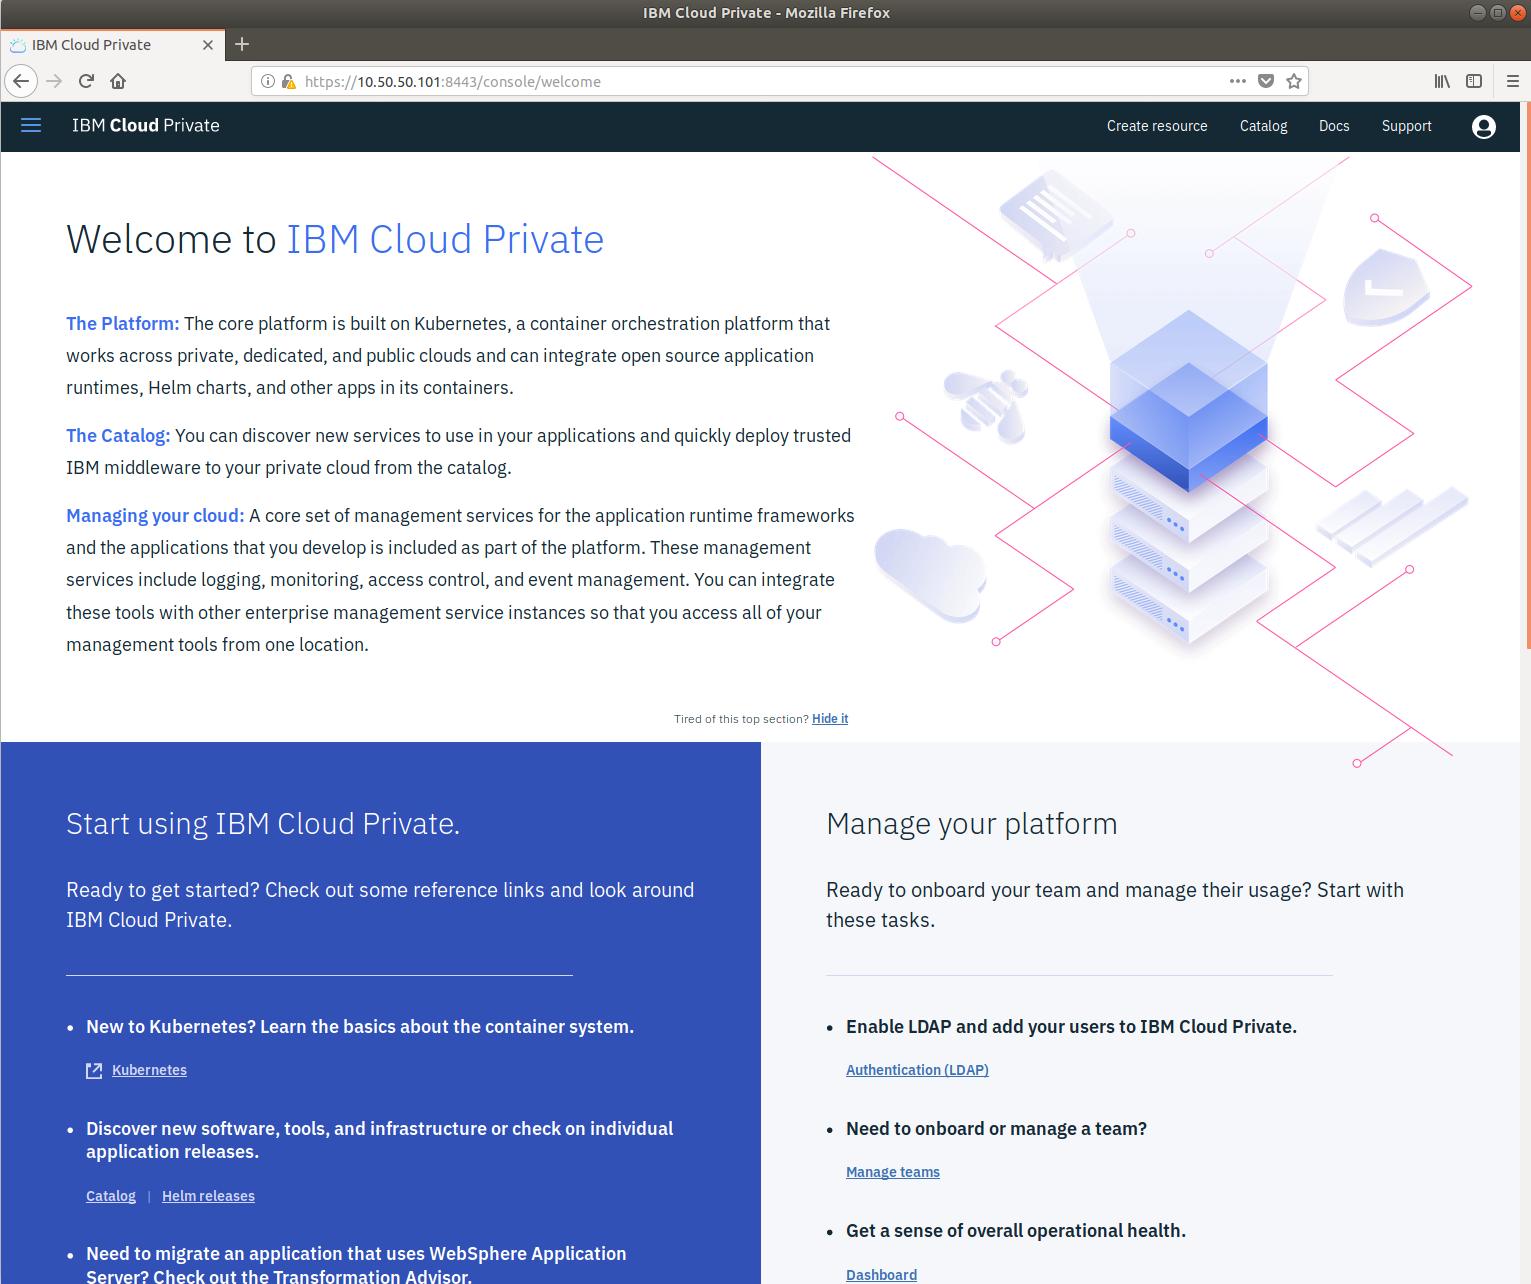 IBM Cloud Private - Mozilla Firefox
IBM Cloud Private
https://10.50.50.101:8443/console/welcome
IBM Cloud Private
Create resource
Catalog
Docs
Support
Welcome to IBM Cloud Private
The Platform: The core platform is built on Kubernetes, a container orchestration platform that
works across private, dedicated, and public clouds and can integrate open source application
runtimes, Helm charts, and other apps in its containers.
The Catalog: You can discover new services to use in your applications and quickly deploy trusted
IBM middleware to your private cloud from the catalog.
Managing your cloud: A core set of management services for the application runtime frameworks
and the applications that you develop is included as part of the platform. These management
services include logging, monitoring, access control, and event management. You can integrate
these tools with other enterprise management service instances so that you access all of your
management tools from one location.
Tired of this top section? Hide it
Start using IBM Cloud Private.
Ready to get started? Check out some reference links and look around
IBM Cloud Private.
• New to Kubernetes? Learn the basics about the container system.
Kubernetes
• Discover new software, tools, and infrastructure or check on individual
application releases.
Catalog | Helm releases
• Need to migrate an application that uses WebSphere Application
Server? Check out the Transformation Advisor.
Manage your platform
Ready to onboard your team and manage their usage? Start with
these tasks.
• Enable LDAP and add your users to IBM Cloud Private.
Authentication (LDAP)
• Need to onboard or manage a team?
Manage teams
• Get a sense of overall operational health.
Dashboard